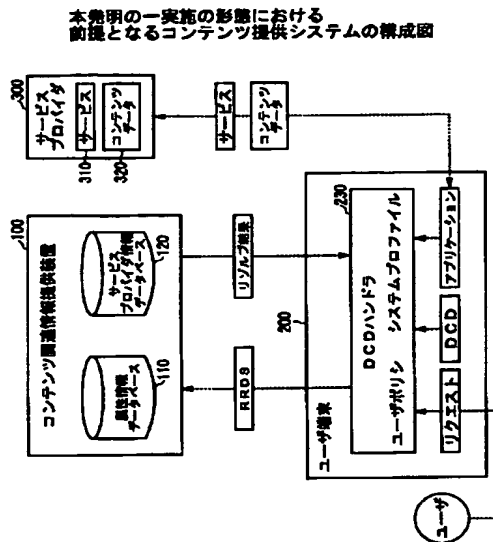 本発明の一実施の形態における
前提となるコンテンツ提供システムの構成図
300
サービス
プロバイダ
サービス
310
コンテンツ
データ
320
サービス
コンテンツ
データ
100
コンテンツ関連情報提供装置
サービス
プロバイダ情報
データベース
120
属性情報
データベース
110
リゾルブ結果
RRDS
200
ユーザ端末
230
DCDハンドラ
ユーザポリシ
システムプロファイル
アプリケーション
DCD
リクエスト
ユーザ